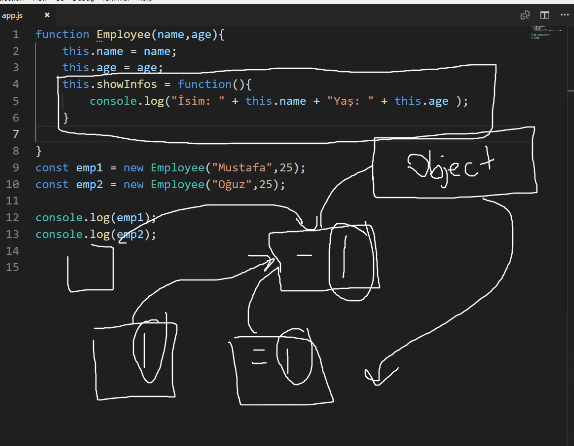 app.js
1 function Employee(name,age){
2 this.name = name;
3 this.age = age;
4 this.showInfos = function(){
5 console.log("İsim: " + this.name + "Yaş: " + this.age );
6 }
7
8 }
9 const emp1 = new Employee("Mustafa",25);
10 const emp2 = new Employee("Oğuz",25);
11
12 console.log(emp1);
13 console.log(emp2);
14
15
Object